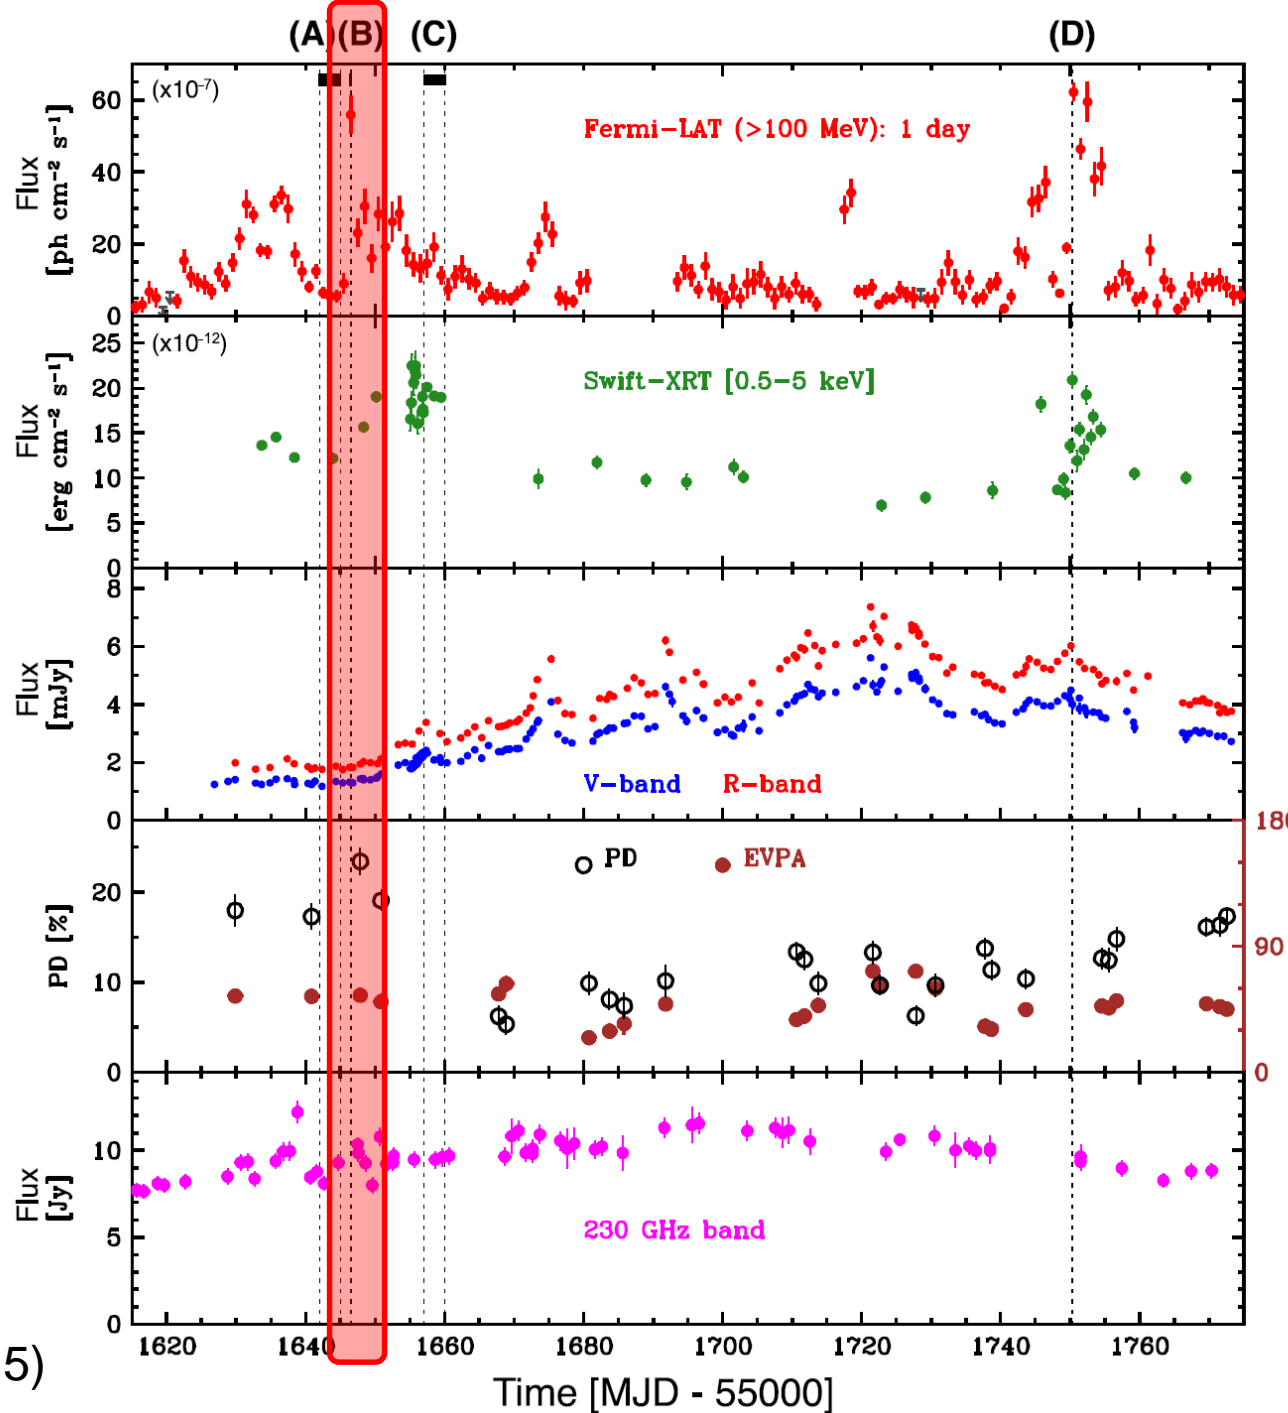 (A) (B) (C) (D)
(x10⁻⁷)
Fermi-LAT (>100 MeV): 1 day
Flux
[ph cm⁻² s⁻¹]
60
40
20
0
(x10⁻¹²)
Swift-XRT [0.5-5 keV]
Flux
[erg cm⁻² s⁻¹]
25
20
15
10
5
0
Flux
[mJy]
8
6
4
2
0
V-band R-band
PD EVPA
PD [%]
20
10
0
180
90
0
Flux
[Jy]
10
5
0
230 GHz band
1620 1640 1660 1680 1700 1720 1740 1760
5)
Time [MJD - 55000]